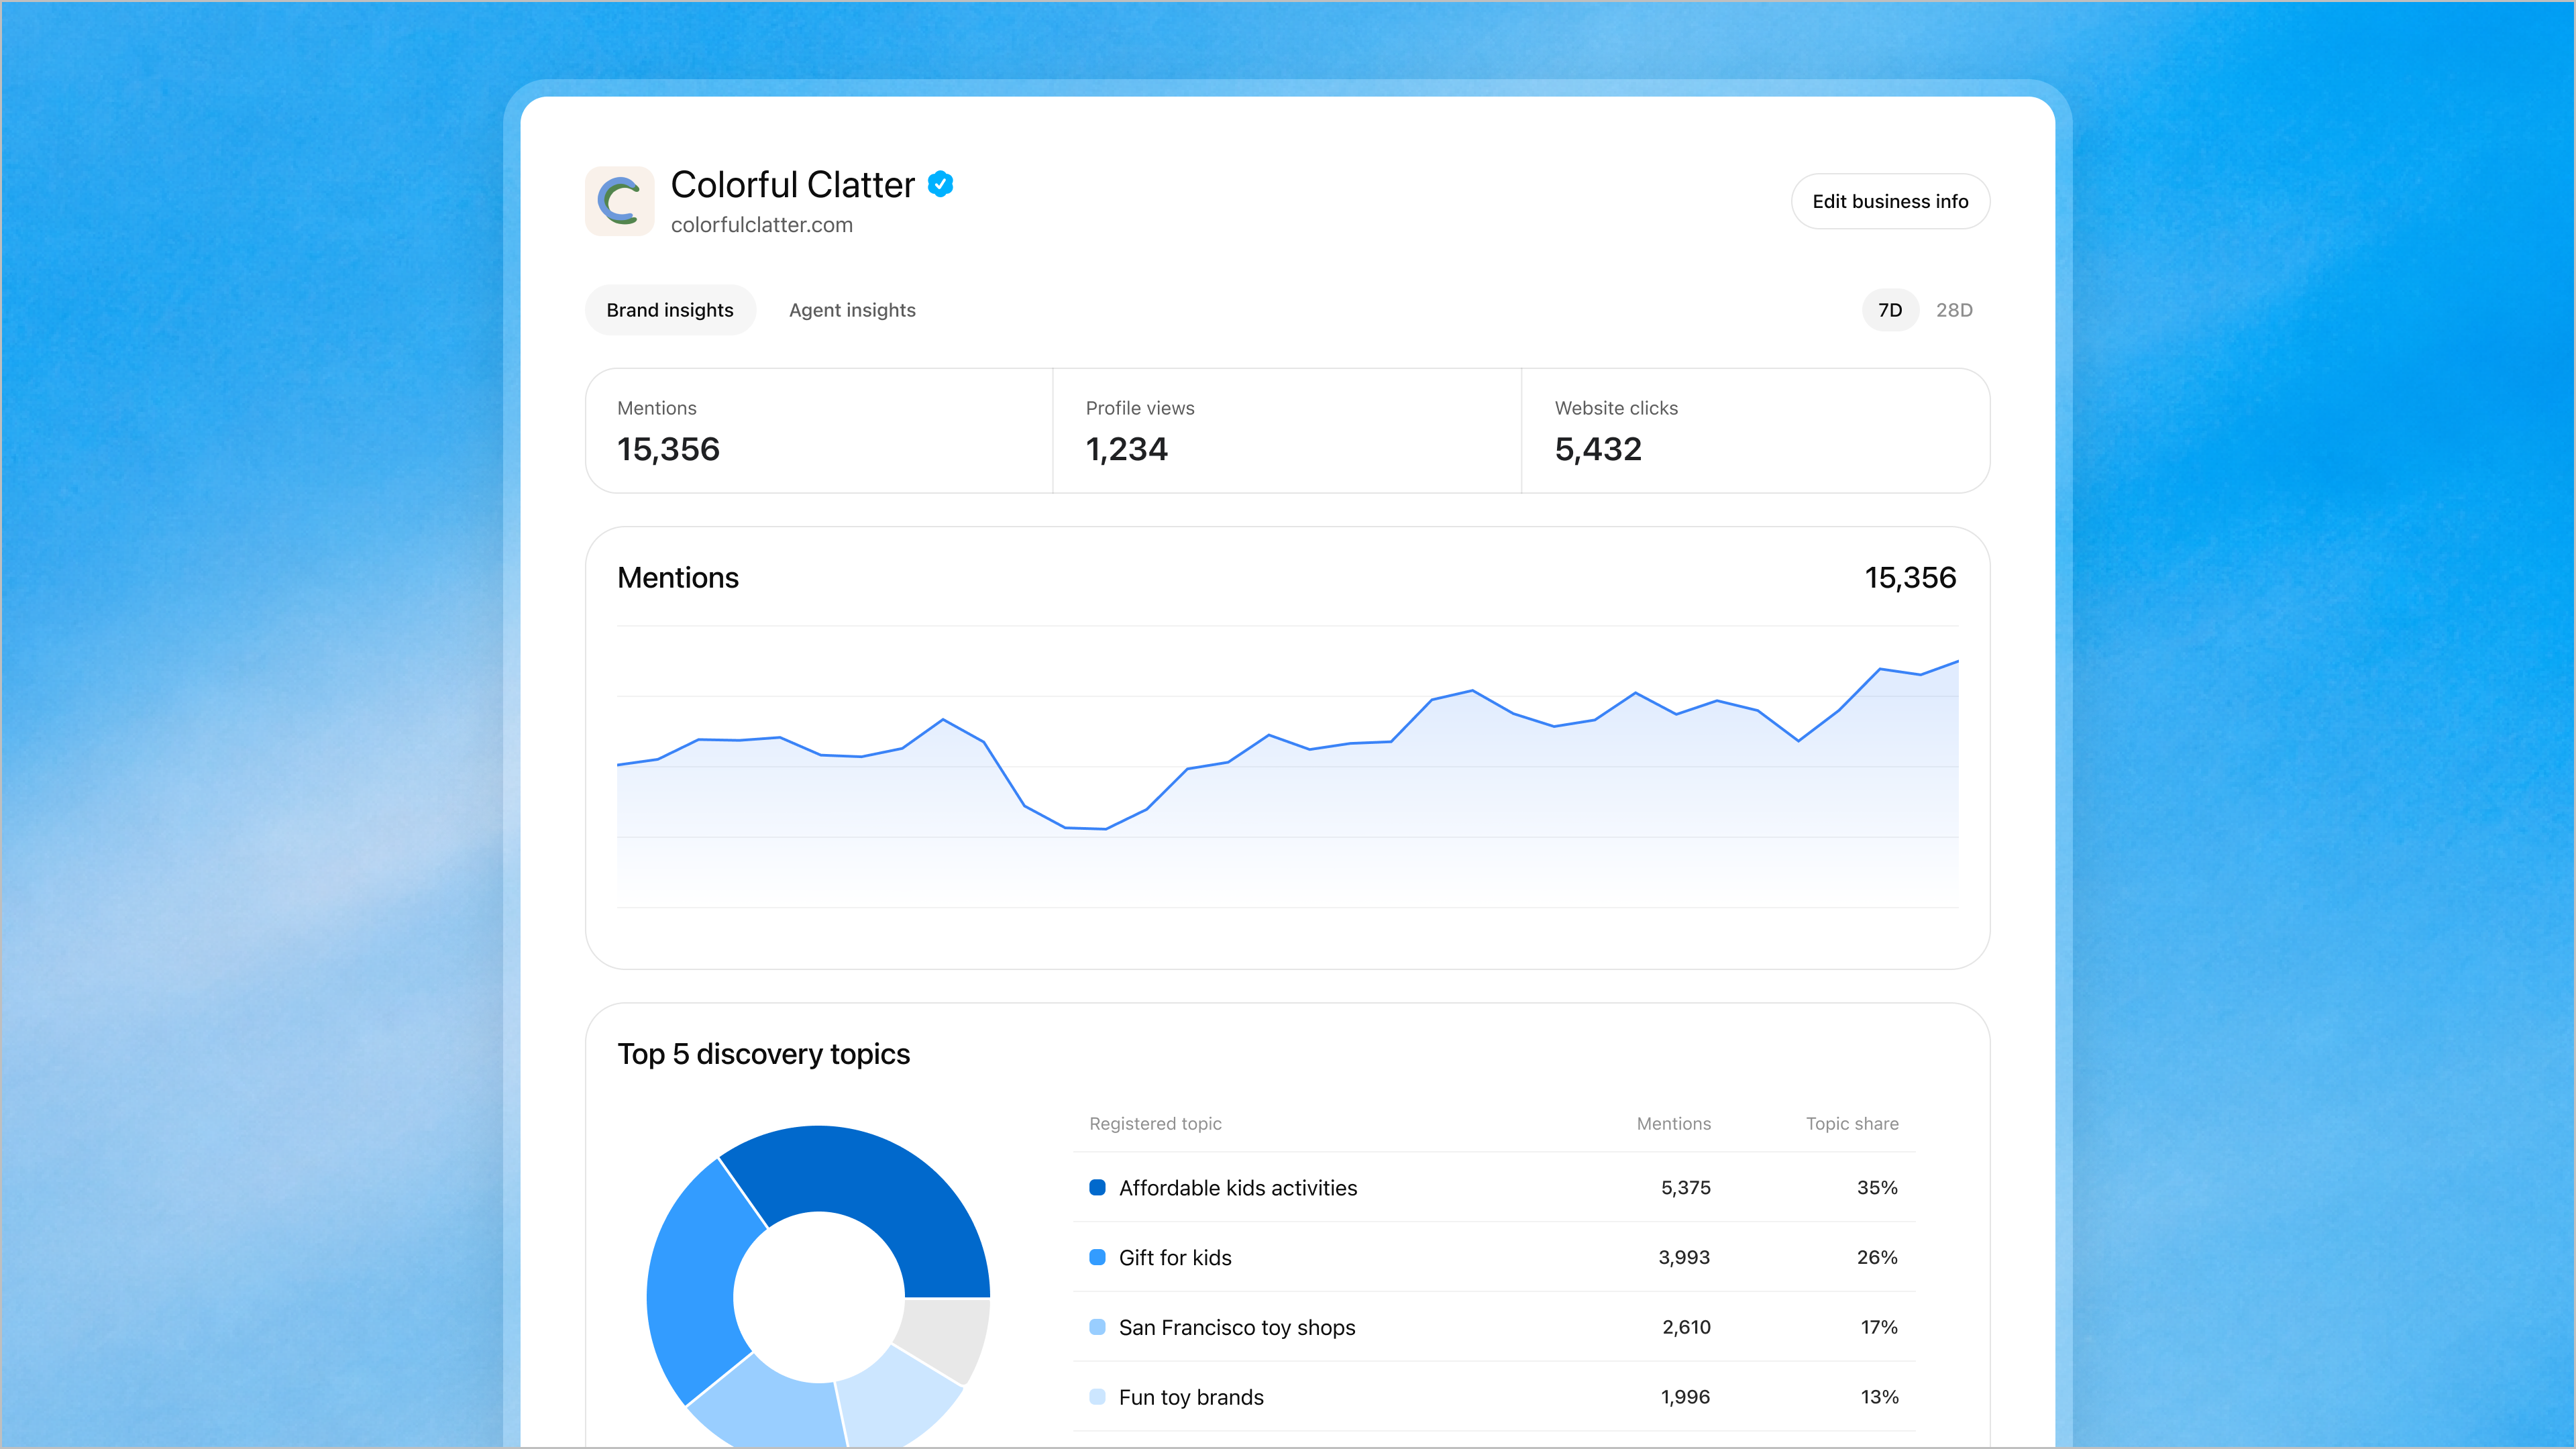 Colorful Clatter
colorfulclatter.com
Edit business info
Brand insights
Agent insights
7D
28D
Mentions
15,356
Profile views
1,234
Website clicks
5,432
Mentions
15,356
Top 5 discovery topics
Registered topic Mentions Topic share
Affordable kids activities 5,375 35%
Gift for kids 3,993 26%
San Francisco toy shops 2,610 17%
Fun toy brands 1,996 13%